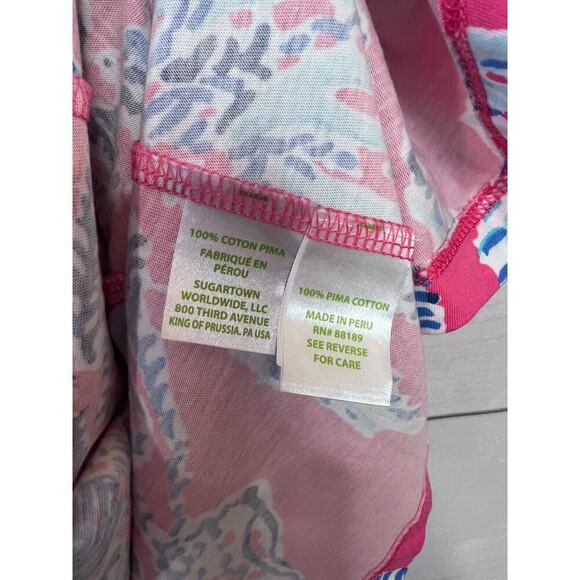 100% COTON PIMA
FABRIQUÉ EN
PÉROU
SUGARTOWN
WORLDWIDE, LLC
800 THIRD AVENUE
KING OF PRUSSIA. PA USA
100% PIMA COTTON
MADE IN PERU
RN# 88189
SEE REVERSE
FOR CARE